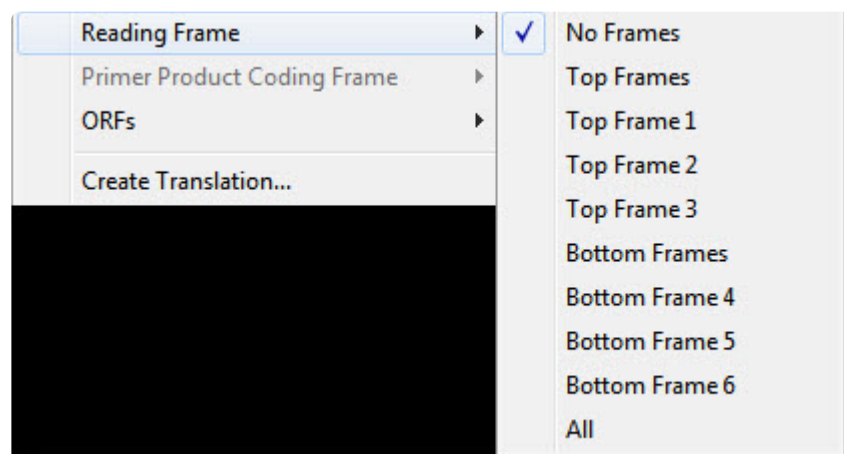 Reading Frame
Primer Product Coding Frame
ORFs
Create Translation...
No Frames
Top Frames
Top Frame 1
Top Frame 2
Top Frame 3
Bottom Frames
Bottom Frame 4
Bottom Frame 5
Bottom Frame 6
All